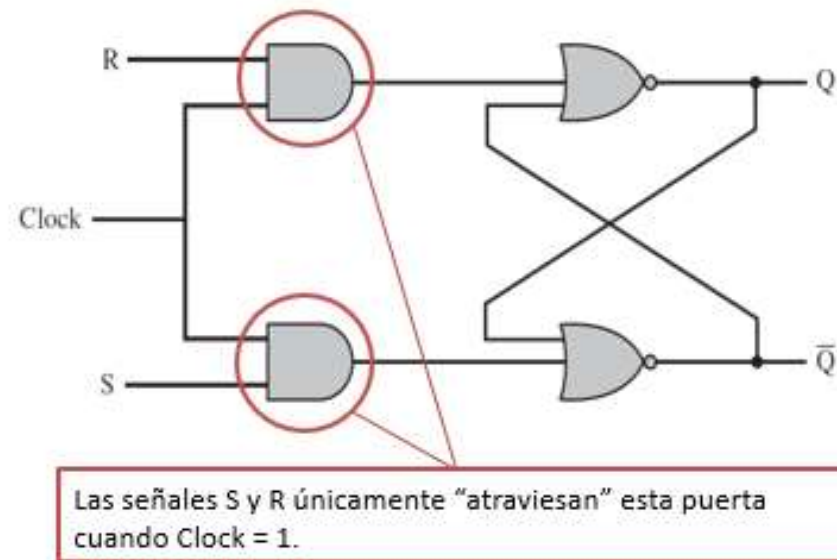 R
Q
Clock
S
Q̅
Las señales S y R únicamente “atraviesan” esta puerta
cuando Clock = 1.